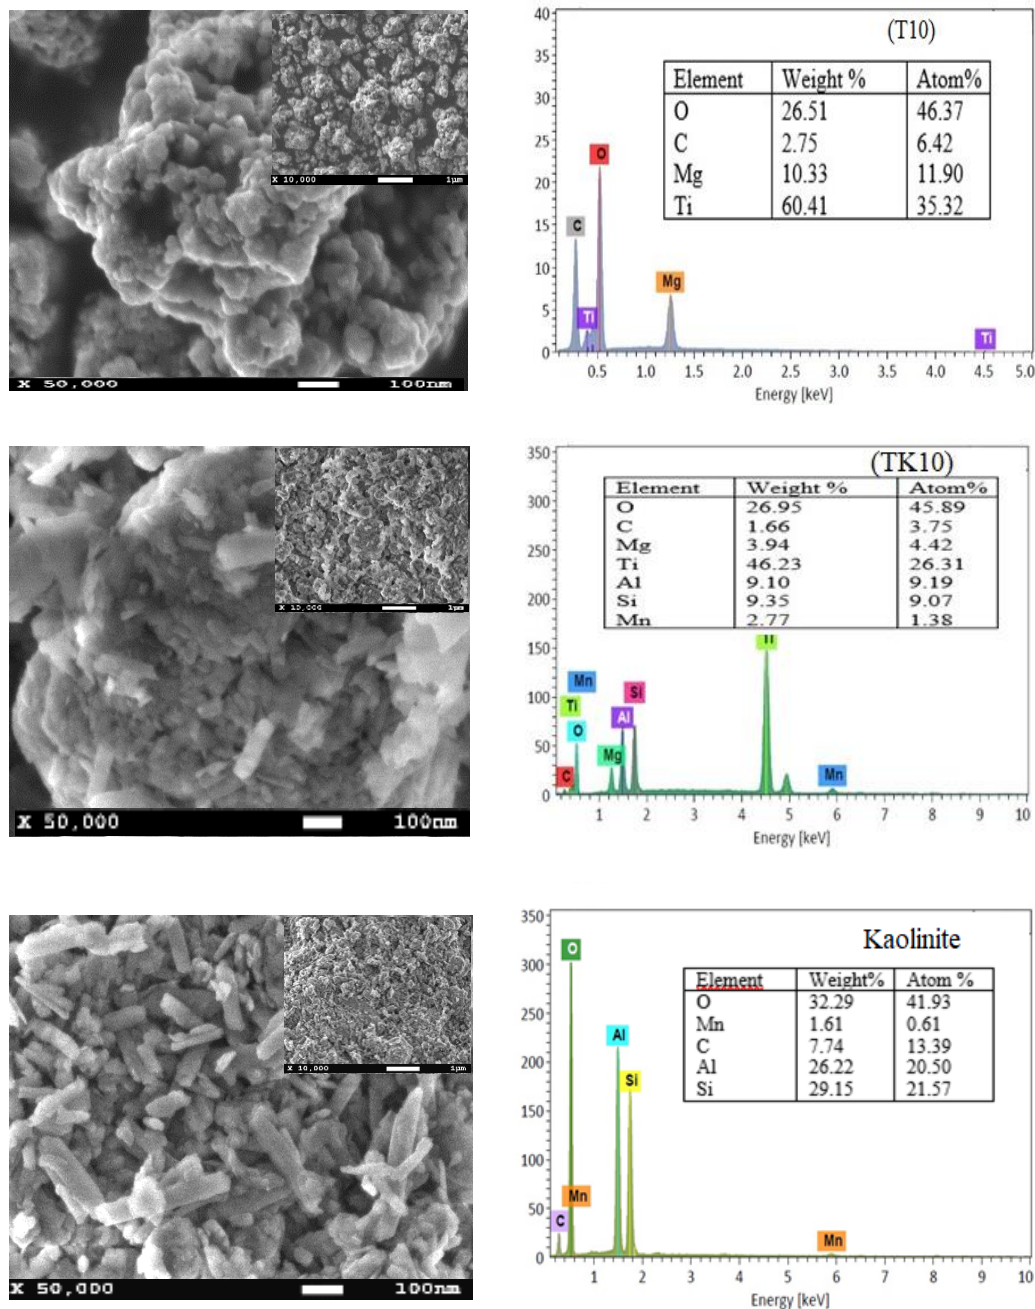 X 10,000 1µm
X 50,000 100nm
(T10)
Element Weight % Atom%
O 26.51 46.37
C 2.75 6.42
Mg 10.33 11.90
Ti 60.41 35.32
40
35
30
25
20
15
10
5
0
O
C
Ti
Mg
Ti
0.5 1.0 1.5 2.0 2.5 3.0 3.5 4.0 4.5 5.0
Energy [keV]
X 10,000 1µm
X 50,000 100nm
(TK10)
Element Weight % Atom%
O 26.95 45.89
C 1.66 3.75
Mg 3.94 4.42
Ti 46.23 26.31
Al 9.10 9.19
Si 9.35 9.07
Mn 2.77 1.38
350
300
250
200
150
100
50
0
Ti
Mn
Si
Ti
Al
O
Mg
C
Mn
1 2 3 4 5 6 7 8 9 10
Energy [keV]
X 10,000 1µm
X 50,000 100nm
Kaolinite
Element Weight% Atom %
O 32.29 41.93
Mn 1.61 0.61
C 7.74 13.39
Al 26.22 20.50
Si 29.15 21.57
350
300
250
200
150
100
50
0
O
Al
Si
Mn
C
Mn
1 2 3 4 5 6 7 8 9 10
Energy [keV]